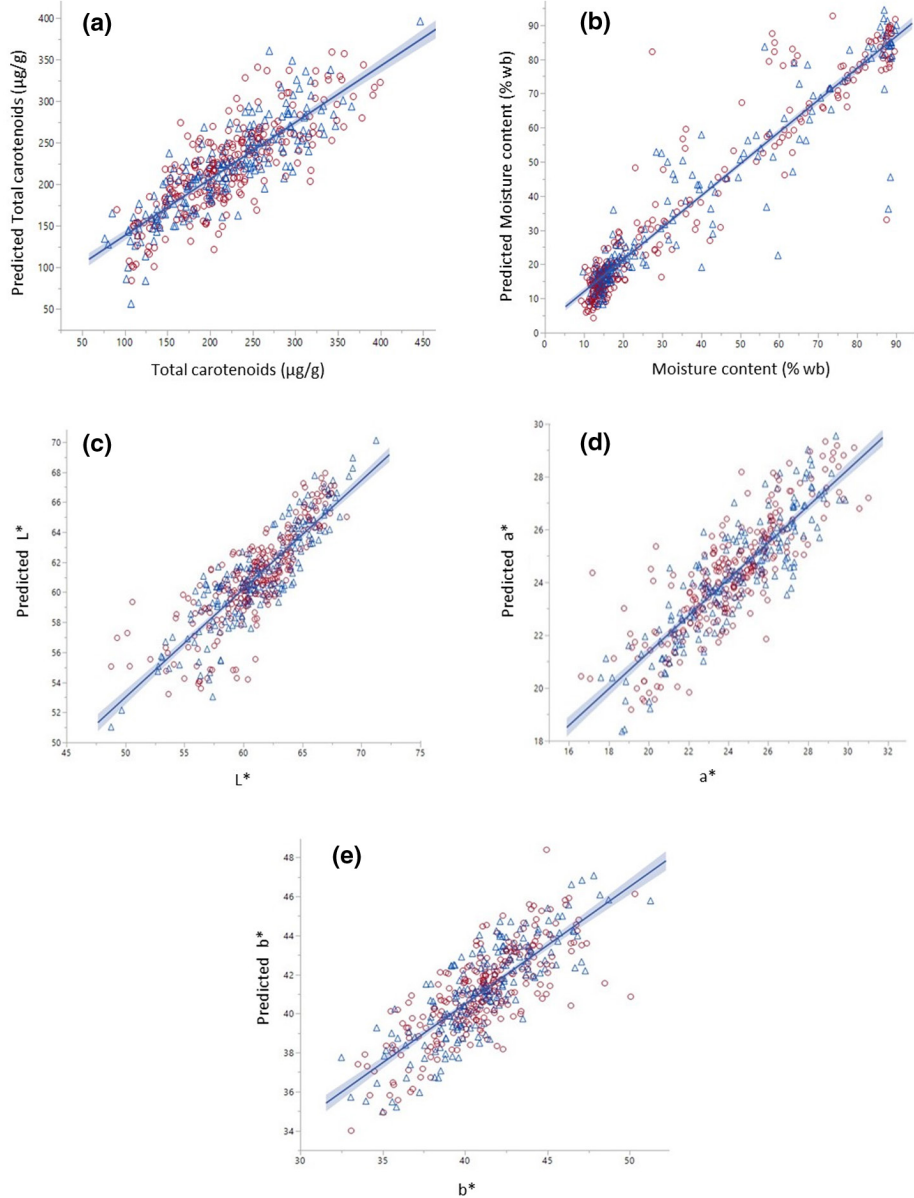 (a)
Predicted Total carotenoids (µg/g)
400
350
300
250
200
150
100
50
50 100 150 200 250 300 350 400 450
Total carotenoids (µg/g)
(b)
Predicted Moisture content (% wb)
90
80
70
60
50
40
30
20
10
0
0 10 20 30 40 50 60 70 80 90
Moisture content (% wb)
(c)
Predicted L*
70
68
66
64
62
60
58
56
54
52
50
45 50 55 60 65 70 75
L*
(d)
Predicted a*
30
28
26
24
22
20
18
16 18 20 22 24 26 28 30 32
a*
(e)
Predicted b*
48
46
44
42
40
38
36
34
30 35 40 45 50
b*